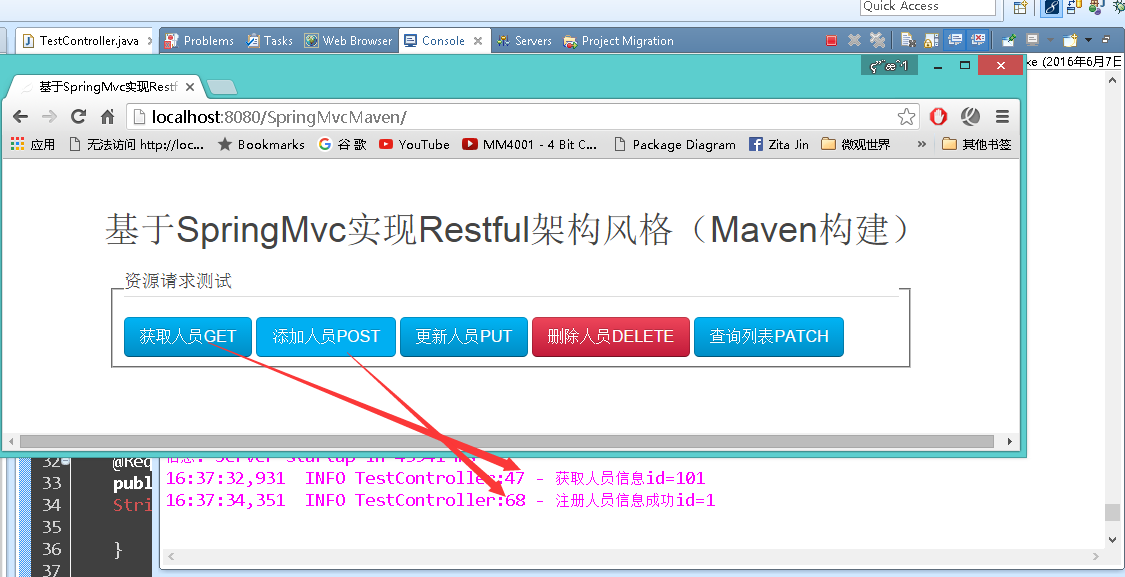 Quick Access
TestController.java
Problems Tasks Web Browser Console Servers Project Migration
ke (2016年6月7日
基于SpringMvc实现Restf
localhost:8080/SpringMvcMaven/
应用 无法访问 http://loc... Bookmarks 谷歌 YouTube MM4001 - 4 Bit C... Package Diagram Zita Jin 微观世界 » 其他书签
基于SpringMvc实现Restful架构风格（Maven构建）
资源请求测试
获取人员GET 添加人员POST 更新人员PUT 删除人员DELETE 查询列表PATCH
信息: Server startup in
32 @Req
16:37:32,931 INFO TestController:47 - 获取人员信息id=101
33 publ
16:37:34,351 INFO TestController:68 - 注册人员信息成功id=1
34 Stri
35
36 }
37